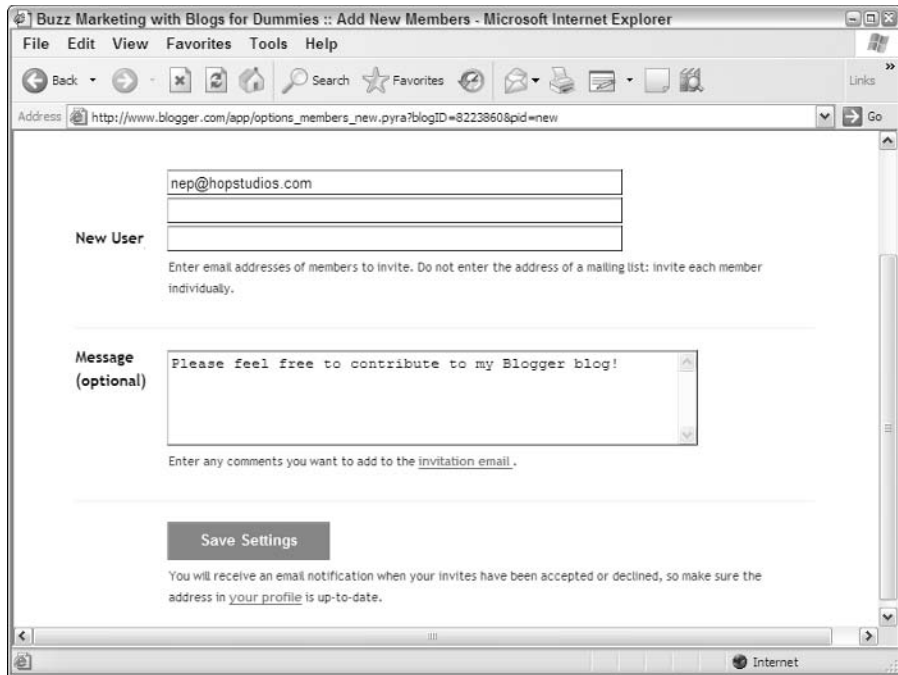 Buzz Marketing with Blogs for Dummies :: Add New Members - Microsoft Internet Explorer
File Edit View Favorites Tools Help
Back Search Favorites Links »
Address http://www.blogger.com/app/options_members_new.pyra?blogID=8223860&pid=new Go
nep@hopstudios.com
New User
Enter email addresses of members to invite. Do not enter the address of a mailing list: invite each member
individually.
Message
(optional)
Please feel free to contribute to my Blogger blog!
Enter any comments you want to add to the invitation email .
Save Settings
You will receive an email notification when your invites have been accepted or declined, so make sure the
address in your profile is up-to-date.
Internet